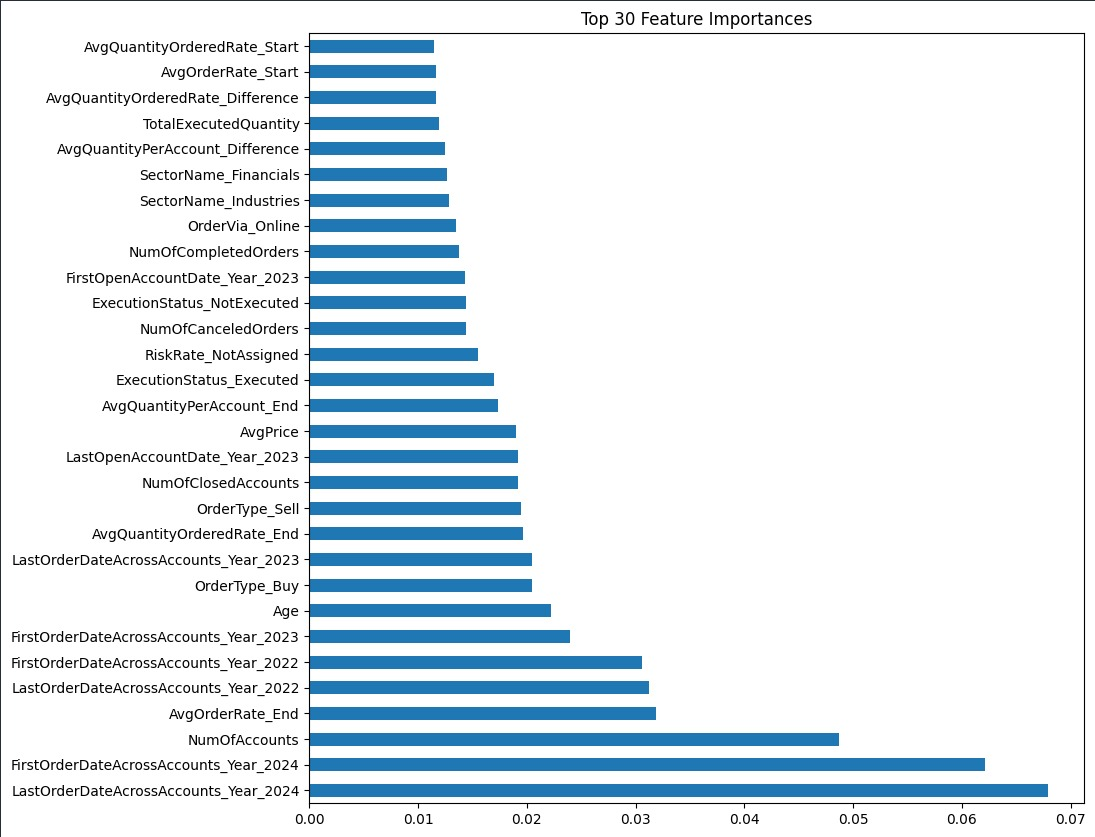 Top 30 Feature Importances
AvgQuantityOrderedRate_Start
AvgOrderRate_Start
AvgQuantityOrderedRate_Difference
TotalExecutedQuantity
AvgQuantityPerAccount_Difference
SectorName_Financials
SectorName_Industries
OrderVia_Online
NumOfCompletedOrders
FirstOpenAccountDate_Year_2023
ExecutionStatus_NotExecuted
NumOfCanceledOrders
RiskRate_NotAssigned
ExecutionStatus_Executed
AvgQuantityPerAccount_End
AvgPrice
LastOpenAccountDate_Year_2023
NumOfClosedAccounts
OrderType_Sell
AvgQuantityOrderedRate_End
LastOrderDateAcrossAccounts_Year_2023
OrderType_Buy
Age
FirstOrderDateAcrossAccounts_Year_2023
FirstOrderDateAcrossAccounts_Year_2022
LastOrderDateAcrossAccounts_Year_2022
AvgOrderRate_End
NumOfAccounts
FirstOrderDateAcrossAccounts_Year_2024
LastOrderDateAcrossAccounts_Year_2024
0.00 0.01 0.02 0.03 0.04 0.05 0.06 0.07